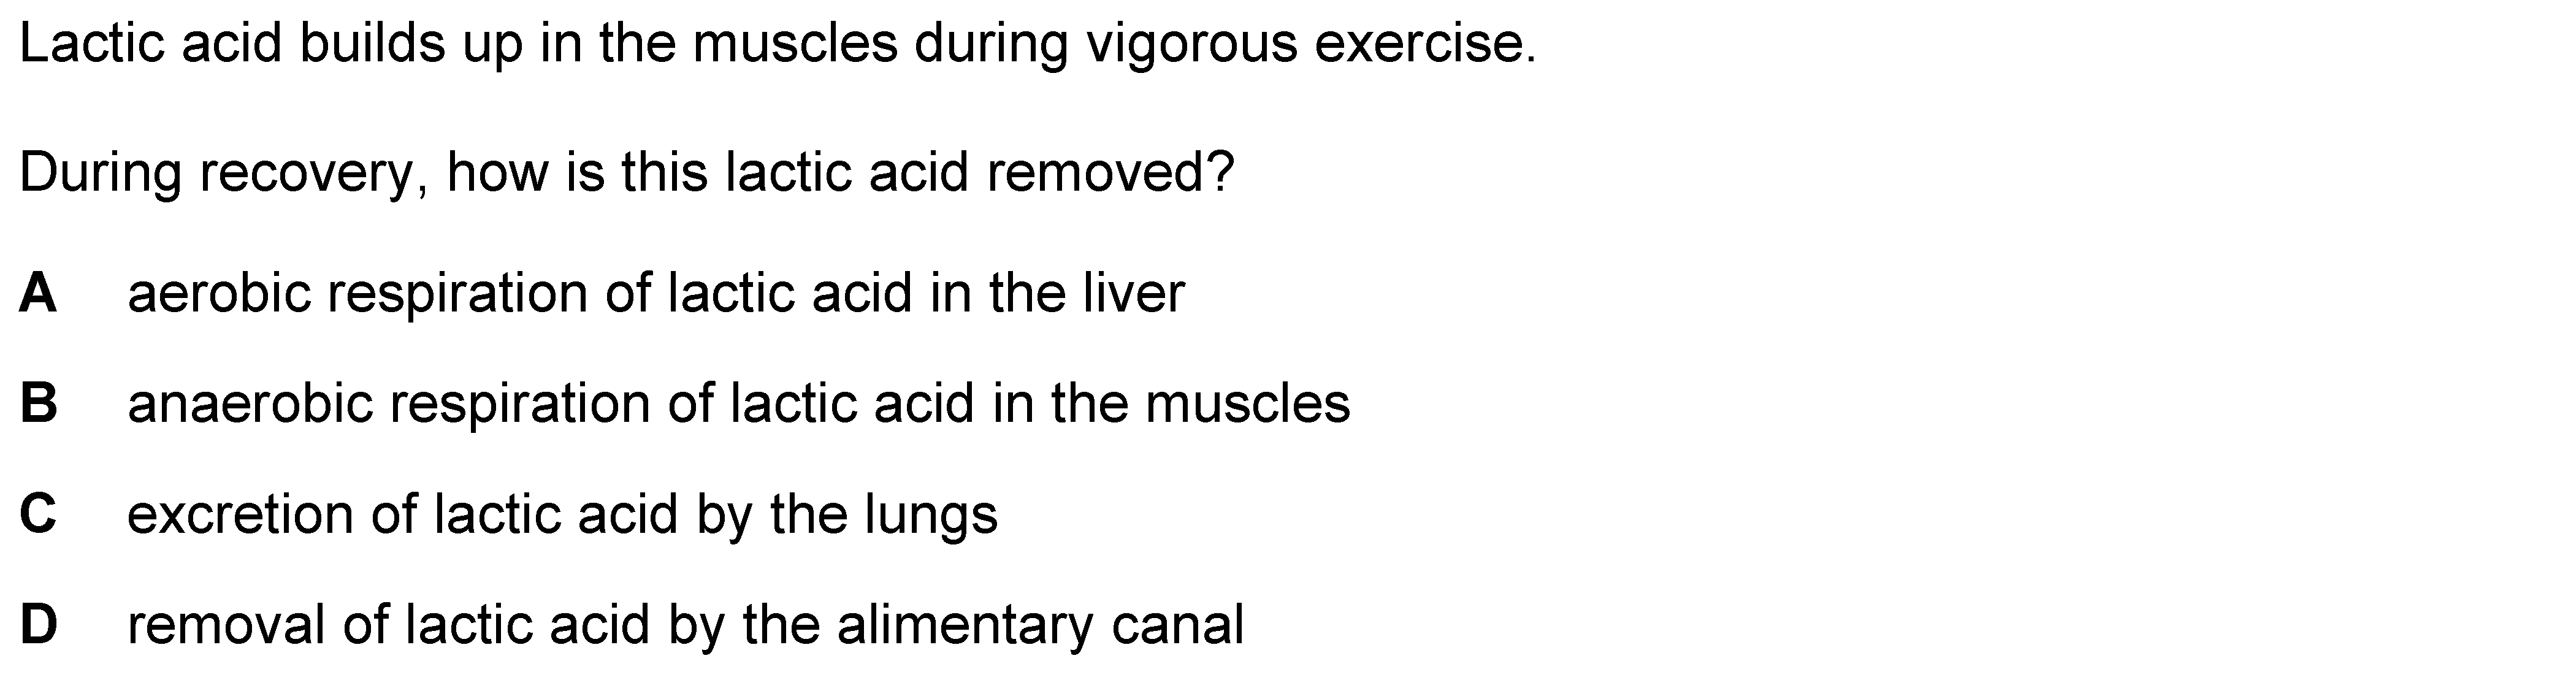 Lactic acid builds up in the muscles during vigorous exercise.
During recovery, how is this lactic acid removed?
A aerobic respiration of lactic acid in the liver
B anaerobic respiration of lactic acid in the muscles
C excretion of lactic acid by the lungs
D removal of lactic acid by the alimentary canal